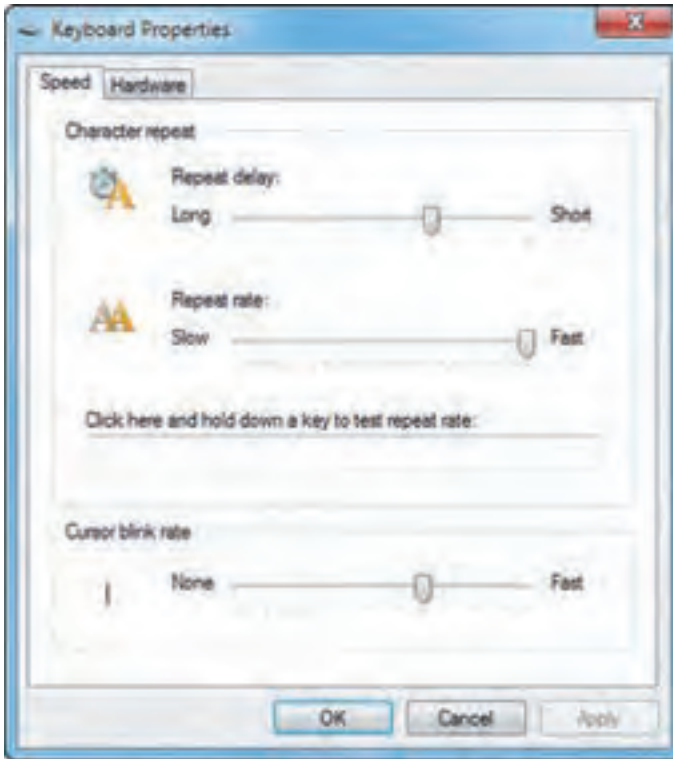 Keyboard Properties
Speed Hardware
Character repeat
Repeat delay:
Long Short
Repeat rate:
Slow Fast
Click here and hold down a key to test repeat rate:
Cursor blink rate
None Fast
OK Cancel Apply